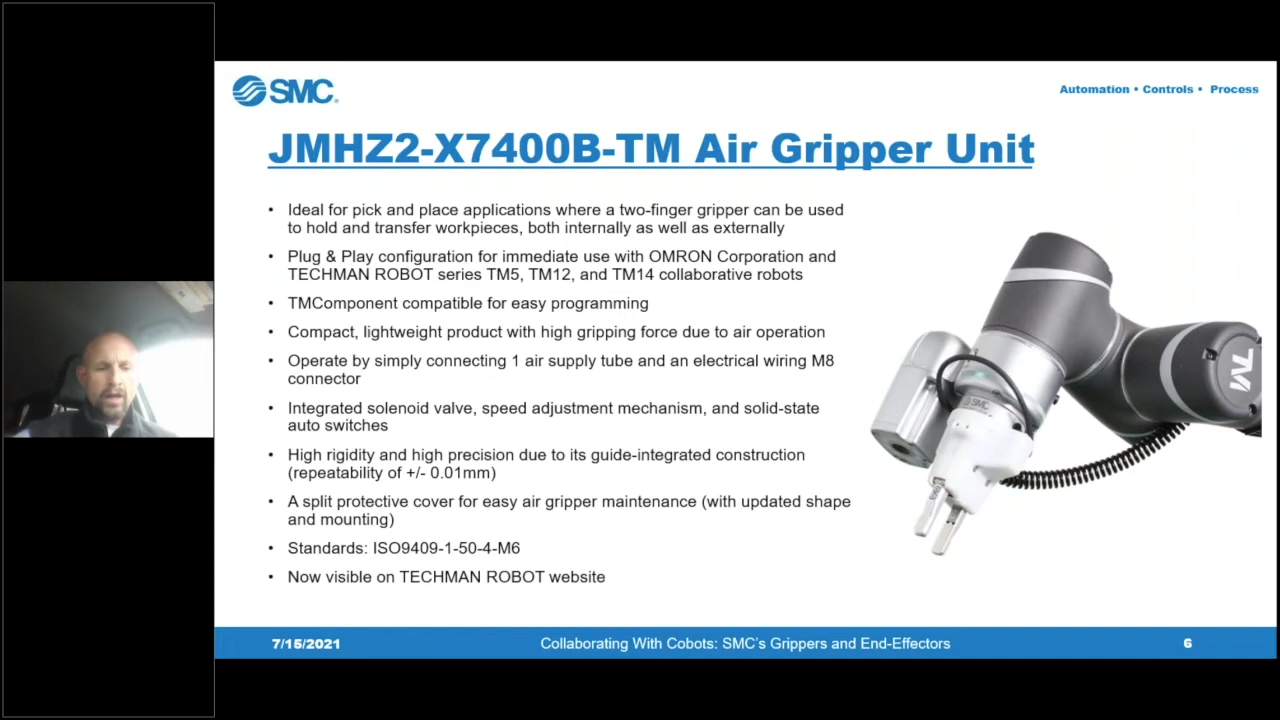 SMC
Automation • Controls • Process
JMHZ2-X7400B-TM Air Gripper Unit
• Ideal for pick and place applications where a two-finger gripper can be used
to hold and transfer workpieces, both internally as well as externally
• Plug & Play configuration for immediate use with OMRON Corporation and
TECHMAN ROBOT series TM5, TM12, and TM14 collaborative robots
• TMComponent compatible for easy programming
• Compact, lightweight product with high gripping force due to air operation
• Operate by simply connecting 1 air supply tube and an electrical wiring M8
connector
• Integrated solenoid valve, speed adjustment mechanism, and solid-state
auto switches
• High rigidity and high precision due to its guide-integrated construction
(repeatability of +/- 0.01mm)
• A split protective cover for easy air gripper maintenance (with updated shape
and mounting)
• Standards: ISO9409-1-50-4-M6
• Now visible on TECHMAN ROBOT website
TM
SMC
7/15/2021
Collaborating With Cobots: SMC's Grippers and End-Effectors
6